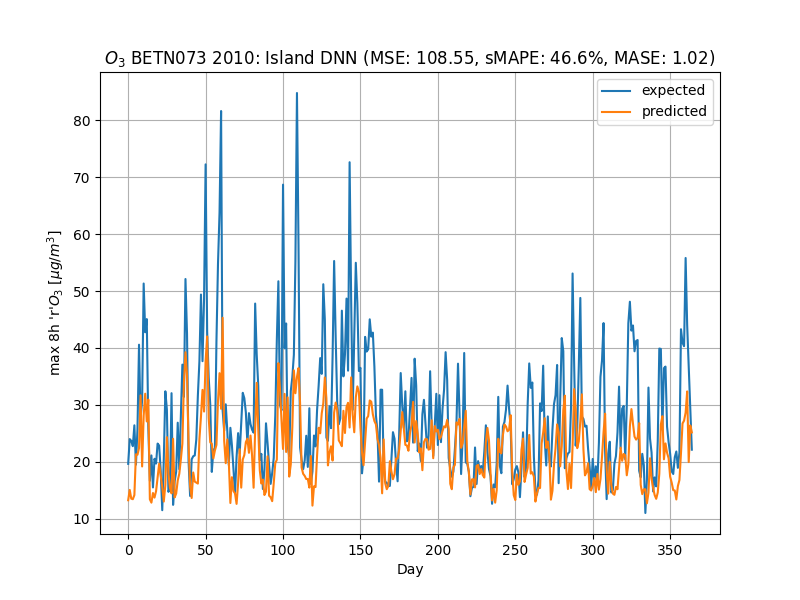 O₃ BETN073 2010: Island DNN (MSE: 108.55, sMAPE: 46.6%, MASE: 1.02)
expected
predicted
max 8h 'r'O₃ [μg/m³]
80
70
60
50
40
30
20
10
0 50 100 150 200 250 300 350
Day